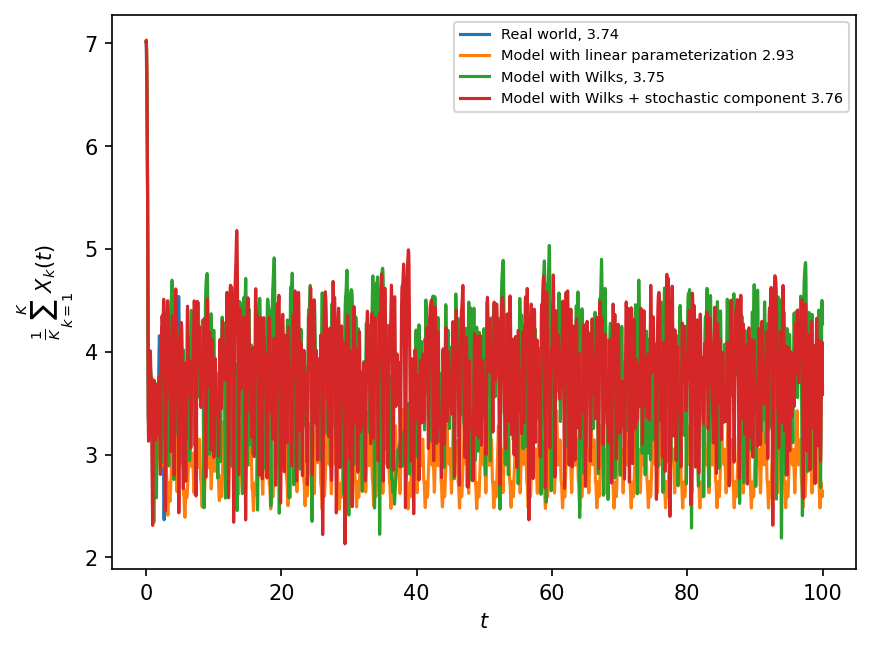 Real world, 3.74
Model with linear parameterization 2.93
Model with Wilks, 3.75
Model with Wilks + stochastic component 3.76
7
6
5
4
3
2
0 20 40 60 80 100
t
$\frac{1}{K}\sum_{k=1}^{K} X_k(t)$